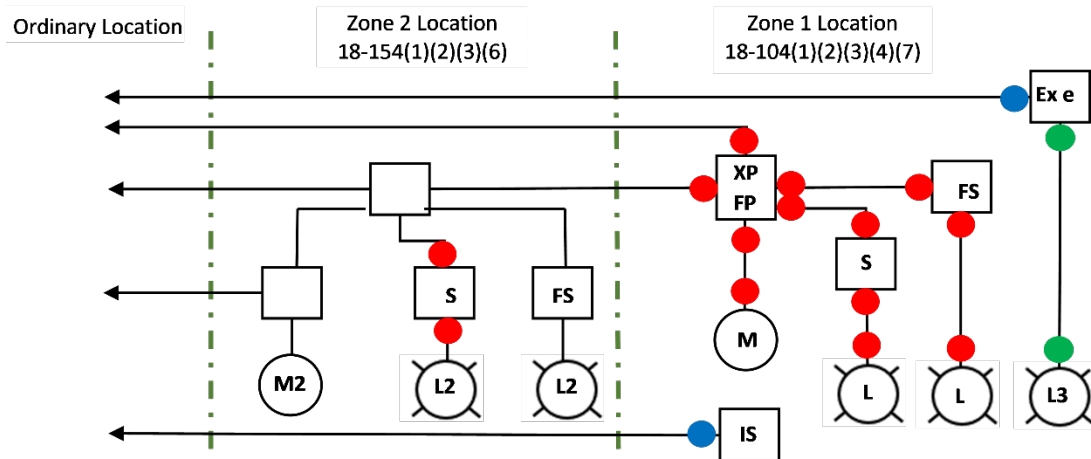 Ordinary Location
Zone 2 Location
18-154(1)(2)(3)(6)
Zone 1 Location
18-104(1)(2)(3)(4)(7)
Ex e
XP
FP
FS
S
S
FS
M
M2
L2
L2
L
L
L3
IS